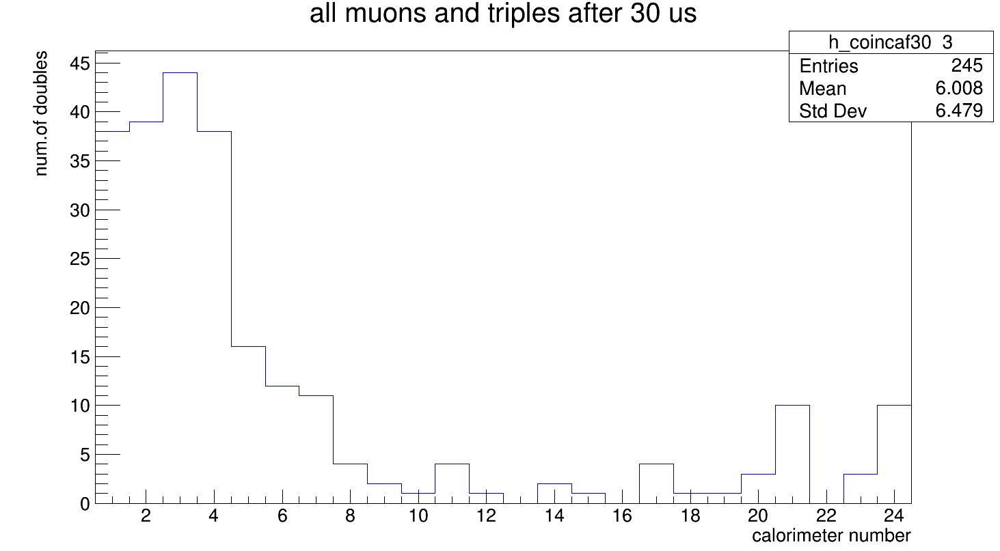 all muons and triples after 30 us
h_coincaf30 3
Entries 245
Mean 6.008
Std Dev 6.479
num.of doubles
45
40
35
30
25
20
15
10
5
0
2 4 6 8 10 12 14 16 18 20 22 24
calorimeter number